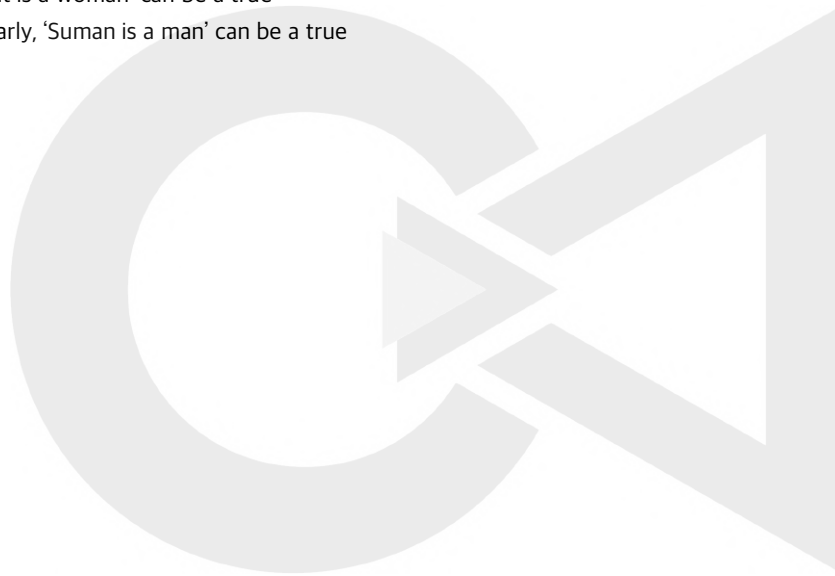 is a woman’ can be a true
arly, ‘Suman is a man’ can be a true